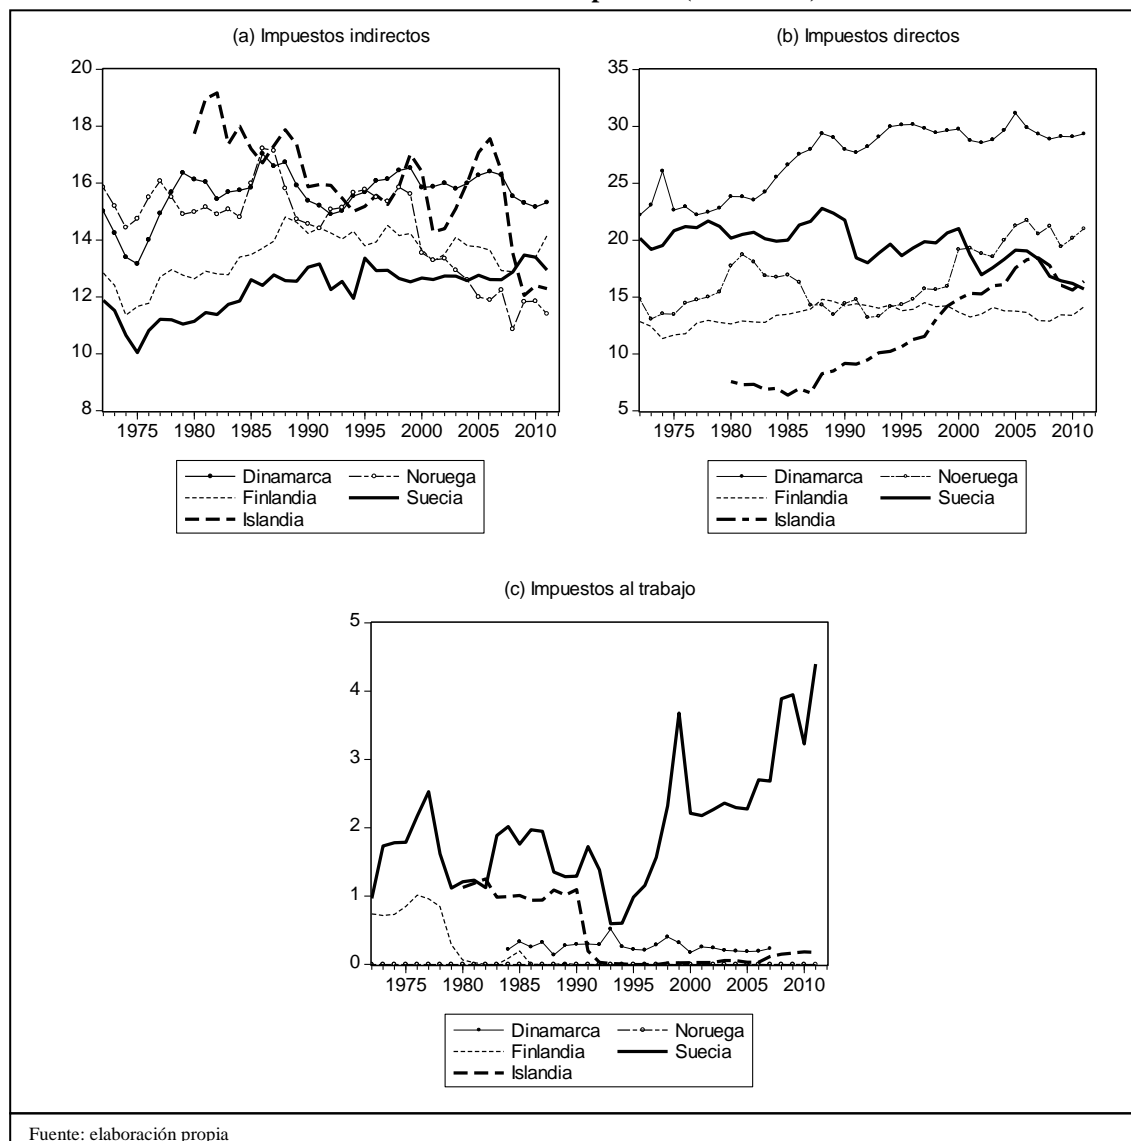 (a) Impuestos indirectos
20
18
16
14
12
10
8
1975 1980 1985 1990 1995 2000 2005 2010
Dinamarca Noruega
Finlandia Suecia
Islandia
(b) Impuestos directos
35
30
25
20
15
10
5
1975 1980 1985 1990 1995 2000 2005 2010
Dinamarca Noeruega
Finlandia Suecia
Islandia
(c) Impuestos al trabajo
5
4
3
2
1
0
1975 1980 1985 1990 1995 2000 2005 2010
Dinamarca Noruega
Finlandia Suecia
Islandia
Fuente: elaboración propia